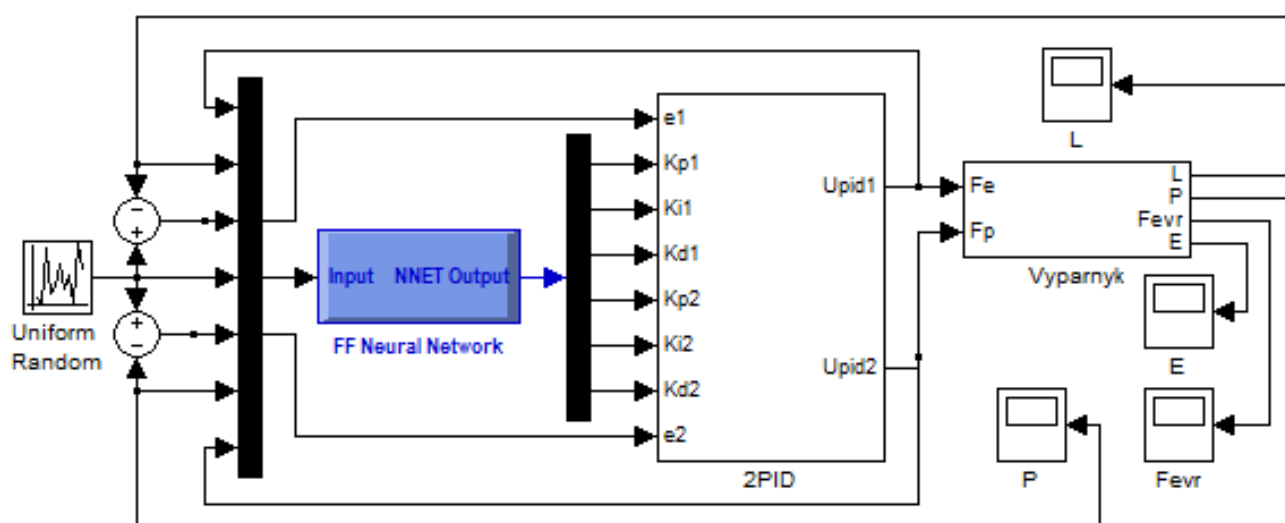 Uniform
Random
−
+
+
−
Input NNET Output
FF Neural Network
e1
Kp1
Ki1
Kd1
Kp2
Ki2
Kd2
e2
Upid1
Upid2
2PID
L
Fe
Fp
L
P
Fevr
E
Vyparnyk
E
P
Fevr